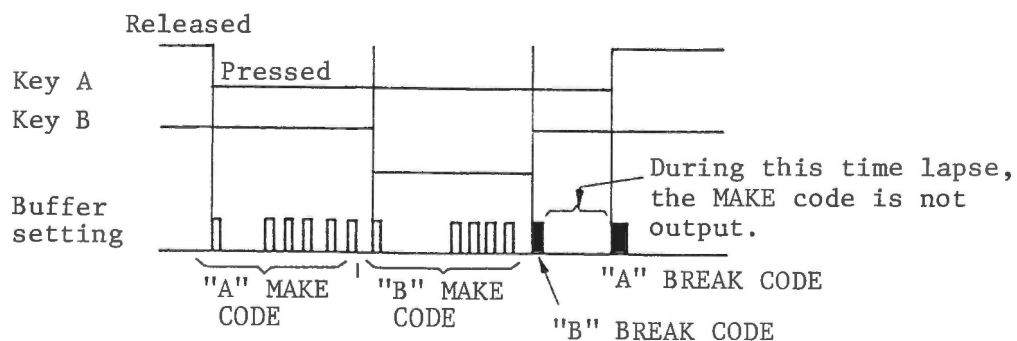 Released
Pressed
Key A
Key B
During this time lapse,
the MAKE code is not
output.
Buffer
setting
"A" MAKE
CODE
"B" MAKE
CODE
"A" BREAK CODE
"B" BREAK CODE